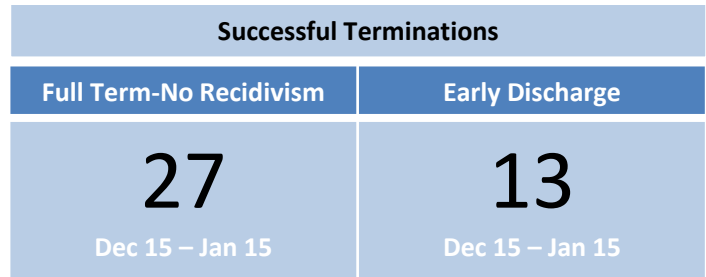 Successful Terminations
Full Term-No Recidivism Early Discharge
27 13
Dec 15 – Jan 15 Dec 15 – Jan 15